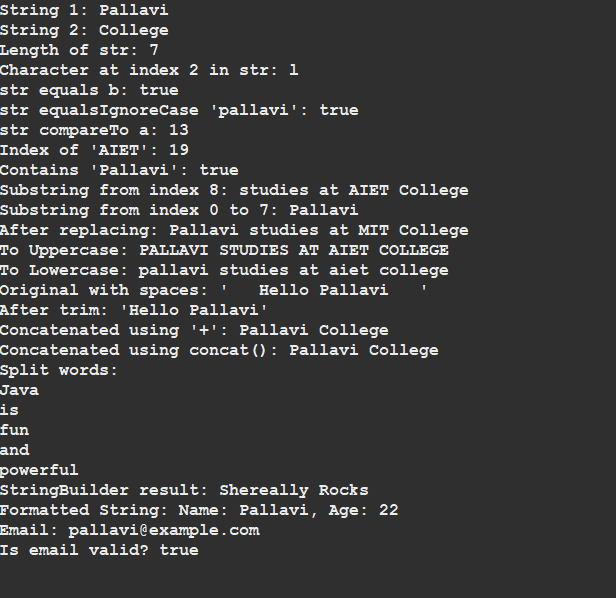 String 1: Pallavi
String 2: College
Length of str: 7
Character at index 2 in str: l
str equals b: true
str equalsIgnoreCase 'pallavi': true
str compareTo a: 13
Index of 'AIET': 19
Contains 'Pallavi': true
Substring from index 8: studies at AIET College
Substring from index 0 to 7: Pallavi
After replacing: Pallavi studies at MIT College
To Uppercase: PALLAVI STUDIES AT AIET COLLEGE
To Lowercase: pallavi studies at aiet college
Original with spaces: '   Hello Pallavi   '
After trim: 'Hello Pallavi'
Concatenated using '+': Pallavi College
Concatenated using concat(): Pallavi College
Split words:
Java
is
fun
and
powerful
StringBuilder result: Shereally Rocks
Formatted String: Name: Pallavi, Age: 22
Email: pallavi@example.com
Is email valid? true